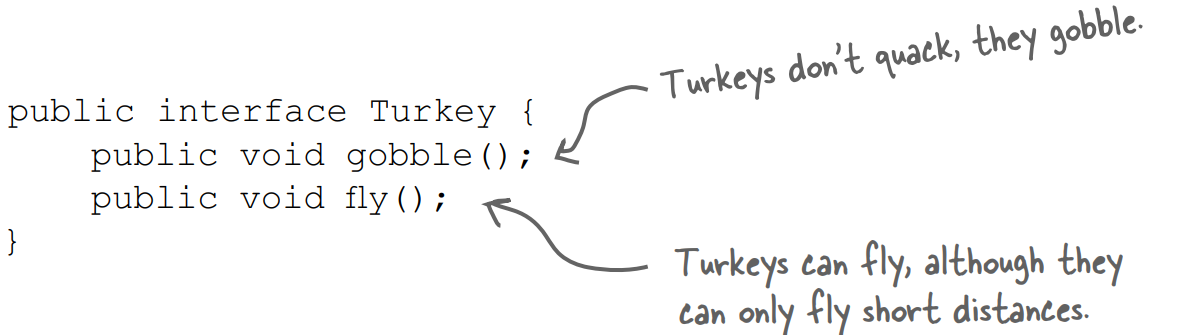 Turkeys don't quack, they gobble.
public interface Turkey {
    public void gobble();
    public void fly();
}
Turkeys can fly, although they
can only fly short distances.